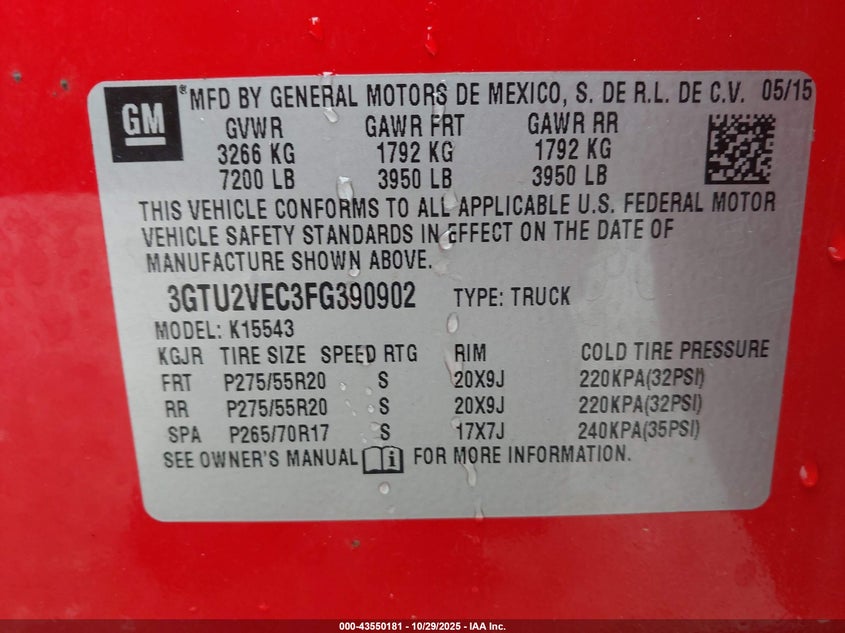 GM ® MFD BY GENERAL MOTORS DE MEXICO, S. DE R.L. DE C.V. 05/15
GVWR GAWR FRT GAWR RR
3266 KG 1792 KG 1792 KG
7200 LB 3950 LB 3950 LB
THIS VEHICLE CONFORMS TO ALL APPLICABLE U.S. FEDERAL MOTOR
VEHICLE SAFETY STANDARDS IN EFFECT ON THE DATE OF
MANUFACTURE SHOWN ABOVE.
3GTU2VEC3FG390902 TYPE: TRUCK
MODEL: K15543
KGJR TIRE SIZE SPEED RTG RIM COLD TIRE PRESSURE
FRT P275/55R20 S 20X9J 220KPA(32PSI)
RR P275/55R20 S 20X9J 220KPA(32PSI)
SPA P265/70R17 S 17X7J 240KPA(35PSI)
SEE OWNER'S MANUAL i FOR MORE INFORMATION.
000-43550181 - 10/29/2025 - IAA Inc.